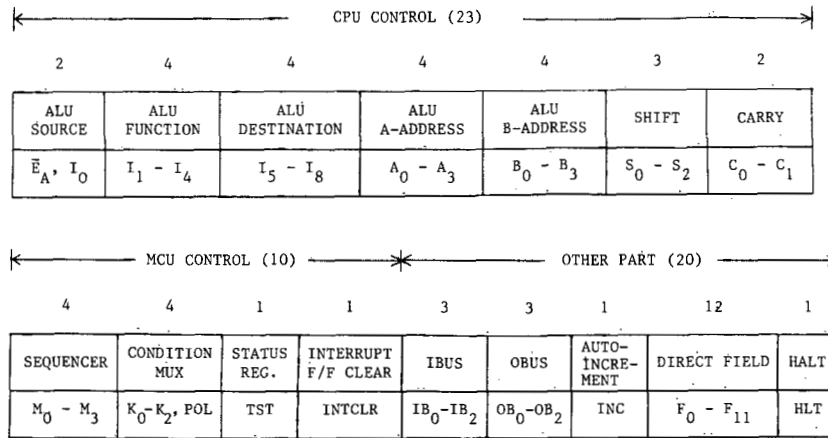 CPU CONTROL (23)
2 4 4 4 4 3 2
ALU SOURCE ALU FUNCTION ALU DESTINATION ALU A-ADDRESS ALU B-ADDRESS SHIFT CARRY
Ē_A, I_0 I_1 - I_4 I_5 - I_8 A_0 - A_3 B_0 - B_3 S_0 - S_2 C_0 - C_1
MCU CONTROL (10) OTHER PART (20)
4 4 1 1 3 3 1 12 1
SEQUENCER CONDITION MUX STATUS REG. INTERRUPT F/F CLEAR IBUS OBUS AUTO-INCRE-MENT DIRECT FIELD HALT
M_0 - M_3 K_0-K_2, POL TST INTCLR IB_0-IB_2 OB_0-OB_2 INC F_0 - F_11 HLT